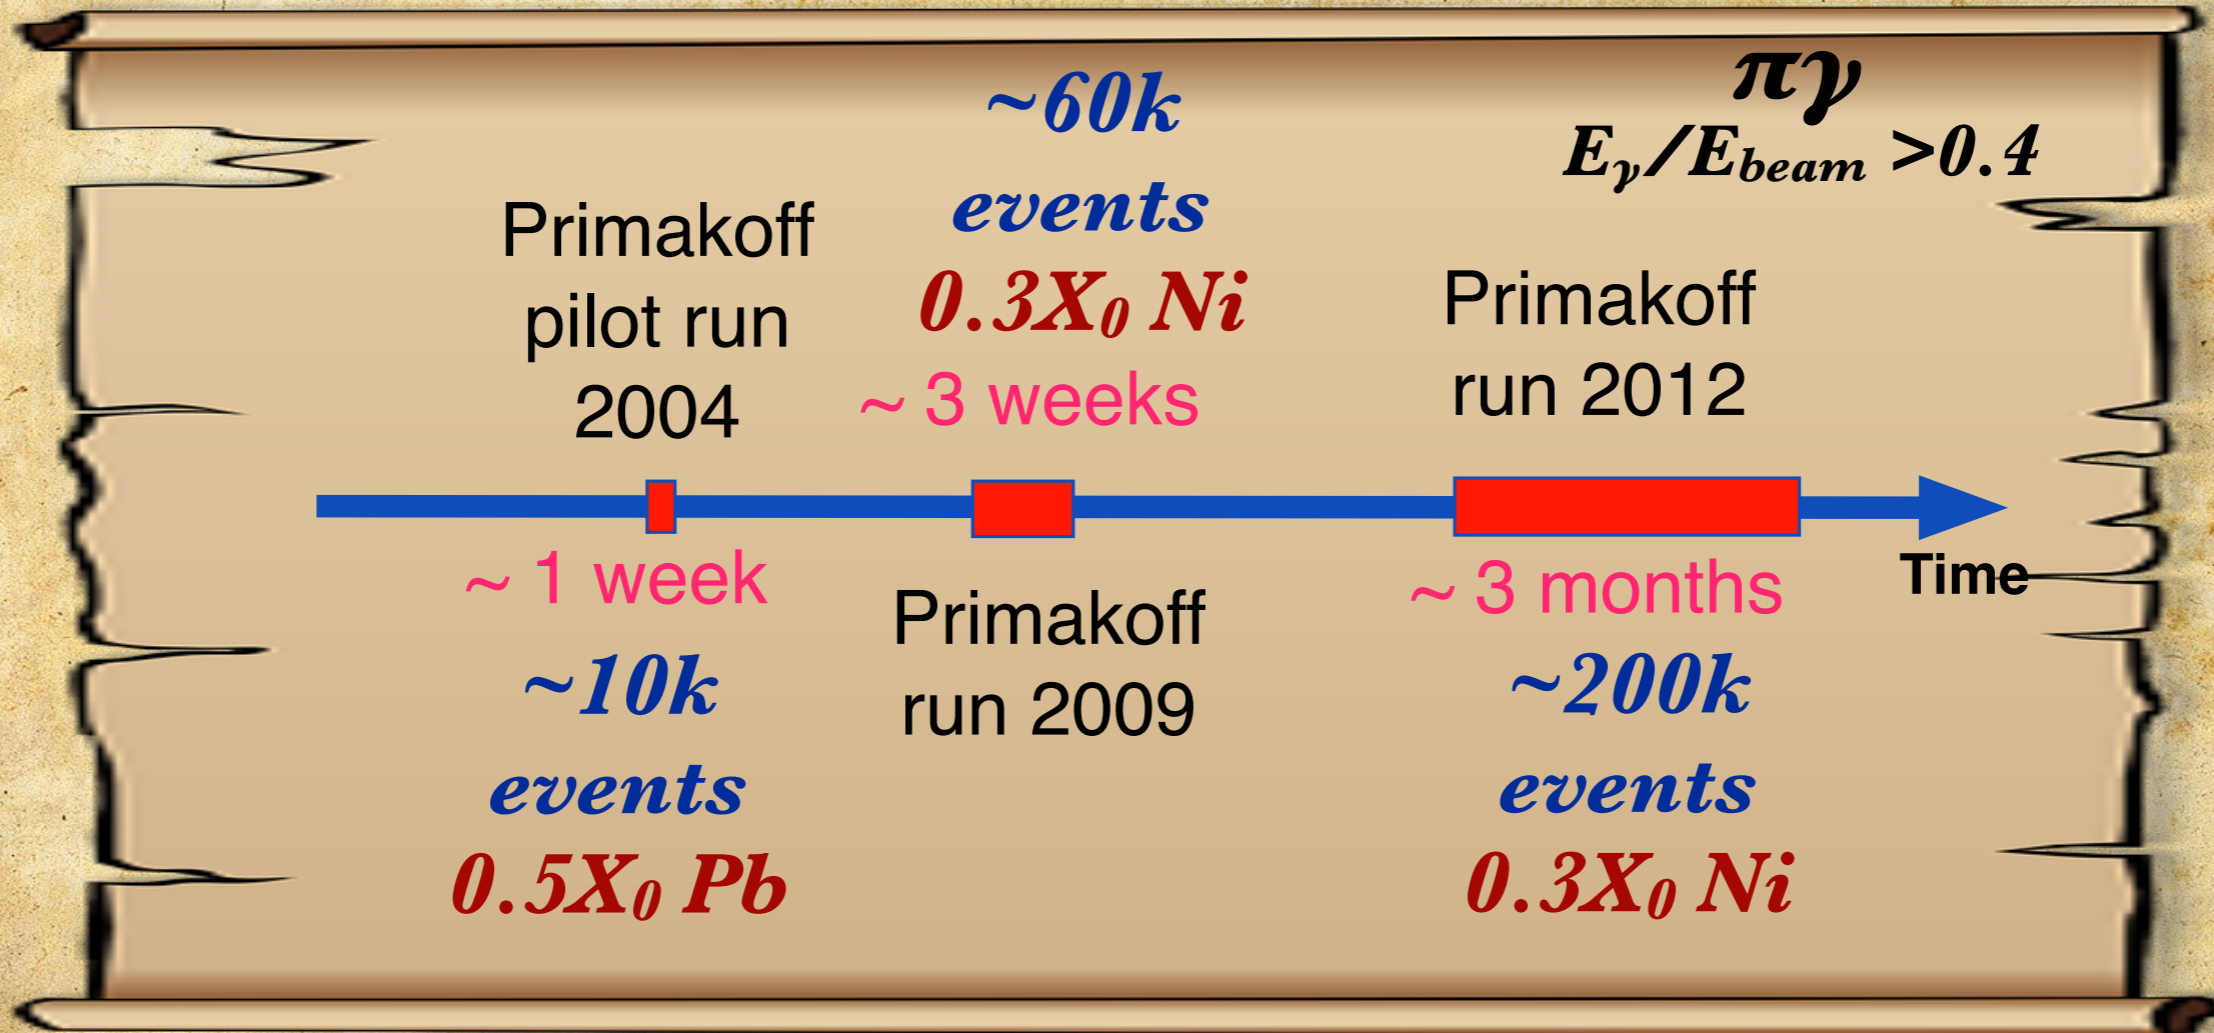 Primakoff
pilot run
2004
~ 1 week
~10k
events
0.5X₀ Pb
~60k
events
0.3X₀ Ni
~ 3 weeks
Primakoff
run 2009
πγ
Eᵧ/E_beam >0.4
Primakoff
run 2012
~ 3 months
~200k
events
0.3X₀ Ni
Time